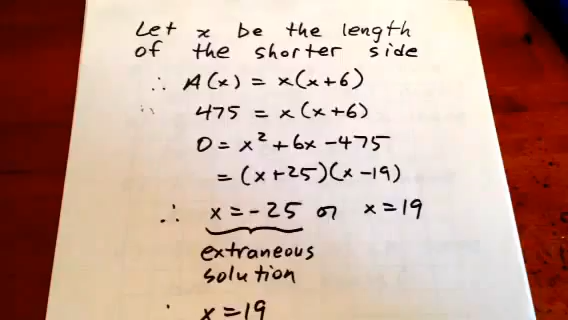 Let x be the length
of the shorter side
∴ A(x) = x(x+6)
∴ 475 = x(x+6)
0 = x² + 6x - 475
= (x+25)(x-19)
∴ x = -25 or x = 19
extraneous
solution
x = 19